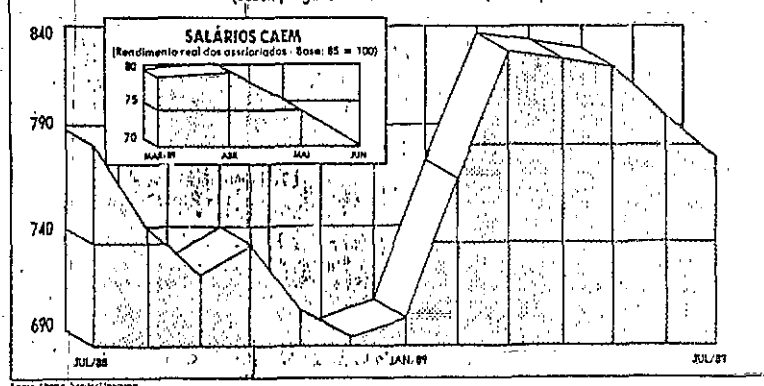 840
790
740
690
SALÁRIOS CAEM
(Rendimento real dos assalariados - Base: 85 = 100)
80
75
70
MAR-89 ABR MAI JUN
JUL/88 JAN/89 JUL/89